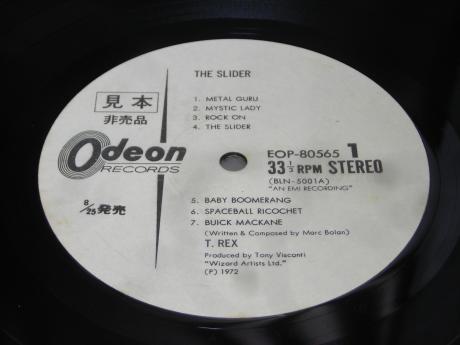 THE SLIDER
見本
非売品
1 METAL GURU
2 MYSTIC LADY
3 ROCK ON
4 THE SLIDER
Odeon
RECORDS
EOP-80565 1
33 1/3 RPM STEREO
(BLN-5001A)
"AN EMI RECORDING"
8/25発売
5 BABY BOOMERANG
6 SPACEBALL RICOCHET
7 BUICK MACKANE
(Written & Composed by Marc Bolan)
T. REX
Produced by Tony Visconti
"Wizard Artists Ltd."
(P) 1972